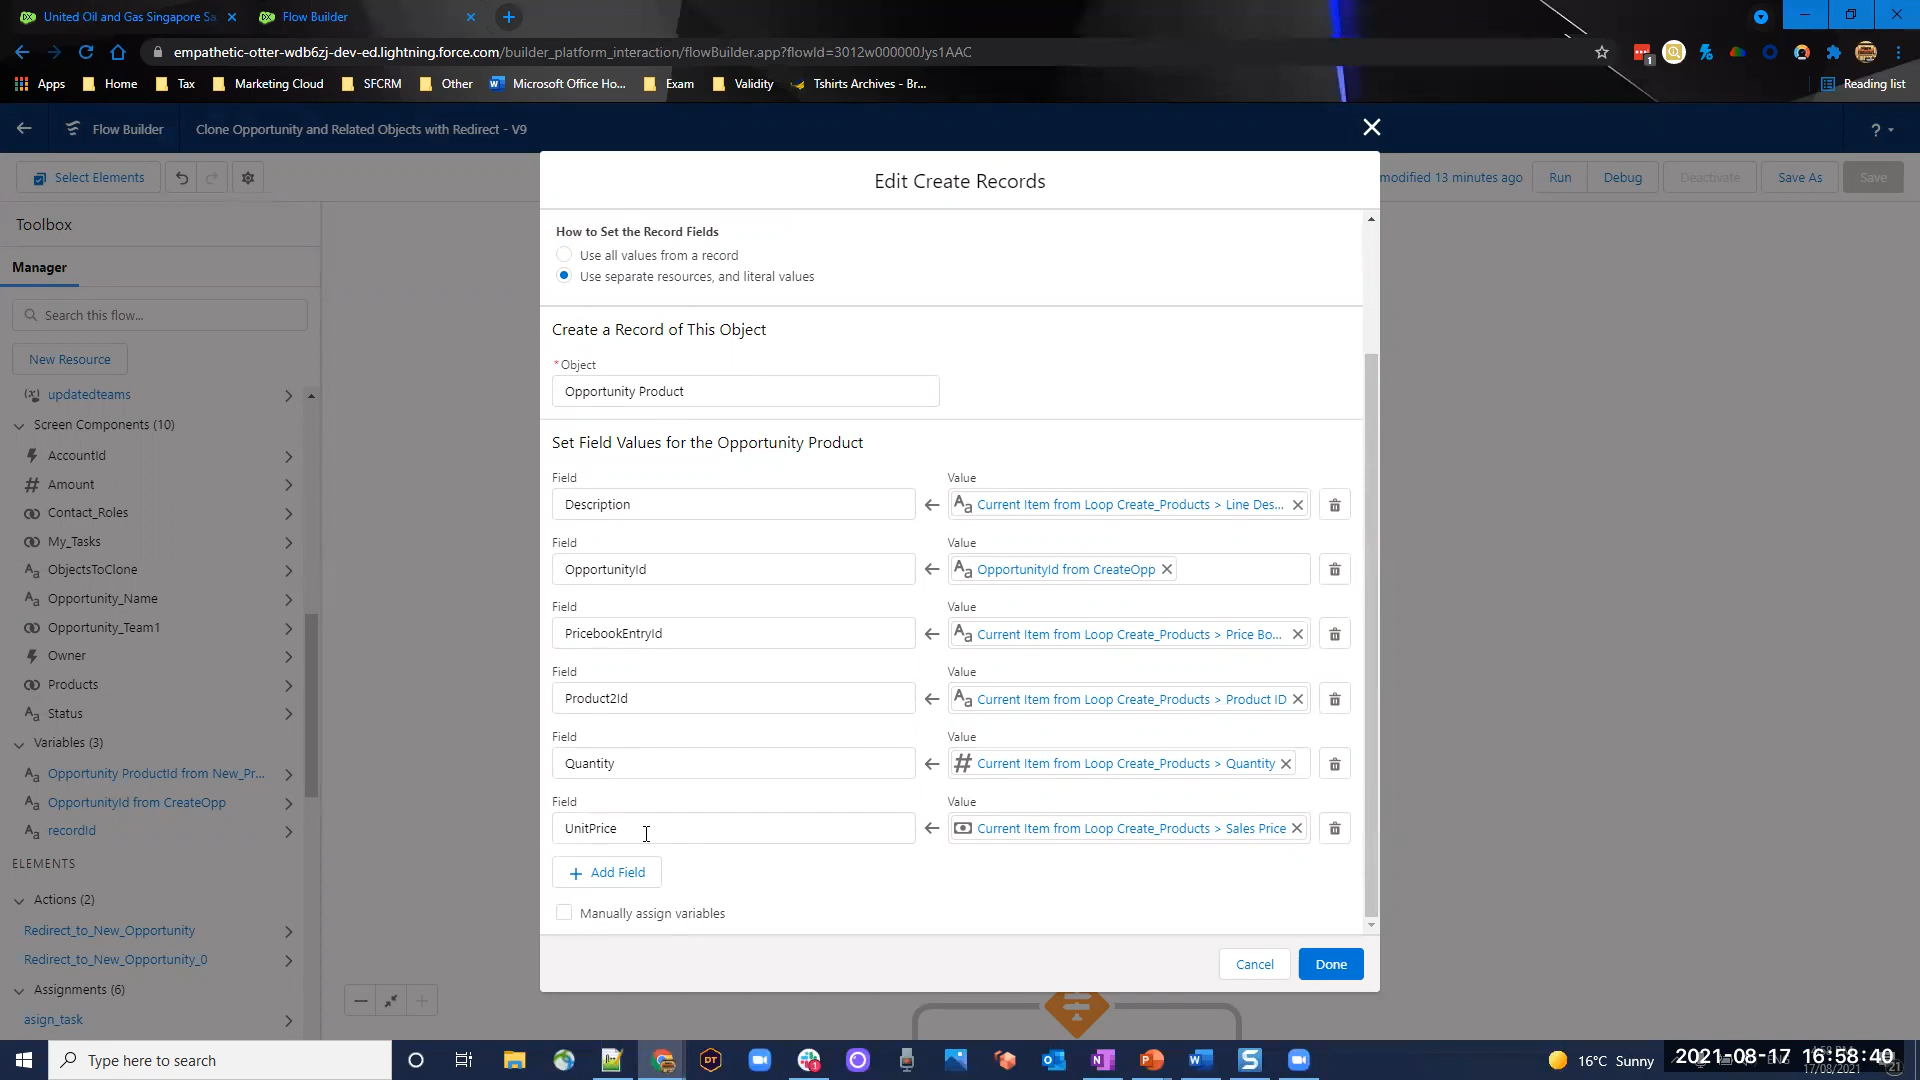 United Oil and Gas Singapore Sa
Flow Builder
empathetic-otter-wdb6zj-dev-ed.lightning.force.com/builder_platform_interaction/flowBuilder.app?flowId=3012w000000Jys1AAC
Apps
Home
Tax
Marketing Cloud
SFCRM
Other
Microsoft Office Ho...
Exam
Validity
Tshirts Archives - Br...
Reading list
Flow Builder
Clone Opportunity and Related Objects with Redirect - V9
?
Select Elements
modified 13 minutes ago
Run
Debug
Deactivate
Save As
Save
Toolbox
Manager
Search this flow...
New Resource
updatedteams
Screen Components (10)
AccountId
Amount
Contact_Roles
My_Tasks
ObjectsToClone
Opportunity_Name
Opportunity_Team1
Owner
Products
Status
Variables (3)
Opportunity ProductId from New_Pr...
OpportunityId from CreateOpp
recordId
ELEMENTS
Actions (2)
Redirect_to_New_Opportunity
Redirect_to_New_Opportunity_0
Assignments (6)
asign_task
Edit Create Records
How to Set the Record Fields
Use all values from a record
Use separate resources, and literal values
Create a Record of This Object
* Object
Opportunity Product
Set Field Values for the Opportunity Product
Field Value
Description Current Item from Loop Create_Products > Line Des...
Field Value
OpportunityId OpportunityId from CreateOpp
Field Value
PricebookEntryId Current Item from Loop Create_Products > Price Bo...
Field Value
Product2Id Current Item from Loop Create_Products > Product ID
Field Value
Quantity Current Item from Loop Create_Products > Quantity
Field Value
UnitPrice Current Item from Loop Create_Products > Sales Price
Add Field
Manually assign variables
Cancel
Done
Type here to search
16°C Sunny
2021-08-17 16:58:40
17/08/2021